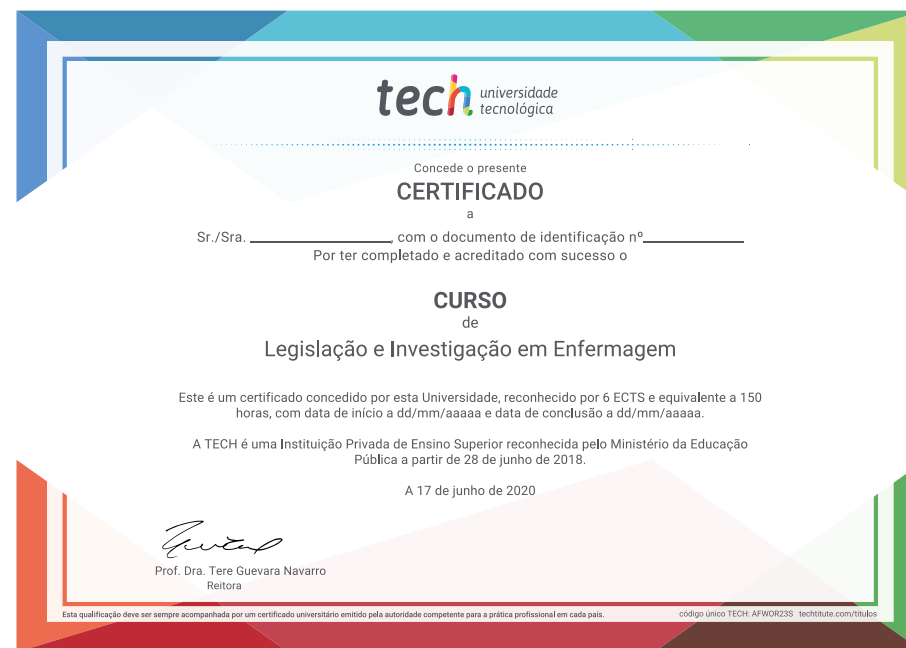 tech universidade
tecnológica
Concede o presente
CERTIFICADO
a
Sr./Sra. ____________, com o documento de identificação nº____________
Por ter completado e acreditado com sucesso o
CURSO
de
Legislação e Investigação em Enfermagem
Este é um certificado concedido por esta Universidade, reconhecido por 6 ECTS e equivalente a 150
horas, com data de início a dd/mm/aaaaa e data de conclusão a dd/mm/aaaaa.
A TECH é uma Instituição Privada de Ensino Superior reconhecida pelo Ministério da Educação
Pública a partir de 28 de junho de 2018.
A 17 de junho de 2020
Prof. Dra. Tere Guevara Navarro
Reitora
Esta qualificação deve ser sempre acompanhada por um certificado universitário emitido pela autoridade competente para a prática profissional em cada país.
código único TECH: AFWOR23S techtitute.com/titulos